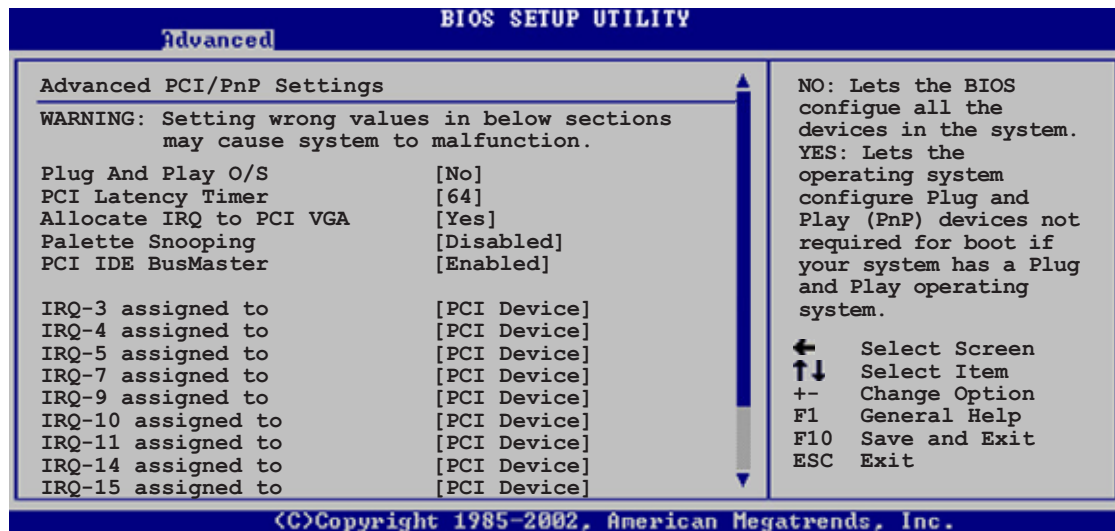 BIOS SETUP UTILITY
Advanced
Advanced PCI/PnP Settings
WARNING: Setting wrong values in below sections
may cause system to malfunction.
Plug And Play O/S [No]
PCI Latency Timer [64]
Allocate IRQ to PCI VGA [Yes]
Palette Snooping [Disabled]
PCI IDE BusMaster [Enabled]
IRQ-3 assigned to [PCI Device]
IRQ-4 assigned to [PCI Device]
IRQ-5 assigned to [PCI Device]
IRQ-7 assigned to [PCI Device]
IRQ-9 assigned to [PCI Device]
IRQ-10 assigned to [PCI Device]
IRQ-11 assigned to [PCI Device]
IRQ-14 assigned to [PCI Device]
IRQ-15 assigned to [PCI Device]
NO: Lets the BIOS
configue all the
devices in the system.
YES: Lets the
operating system
configure Plug and
Play (PnP) devices not
required for boot if
your system has a Plug
and Play operating
system.
← Select Screen
↑↓ Select Item
+- Change Option
F1 General Help
F10 Save and Exit
ESC Exit
(C)Copyright 1985-2002, American Megatrends, Inc.